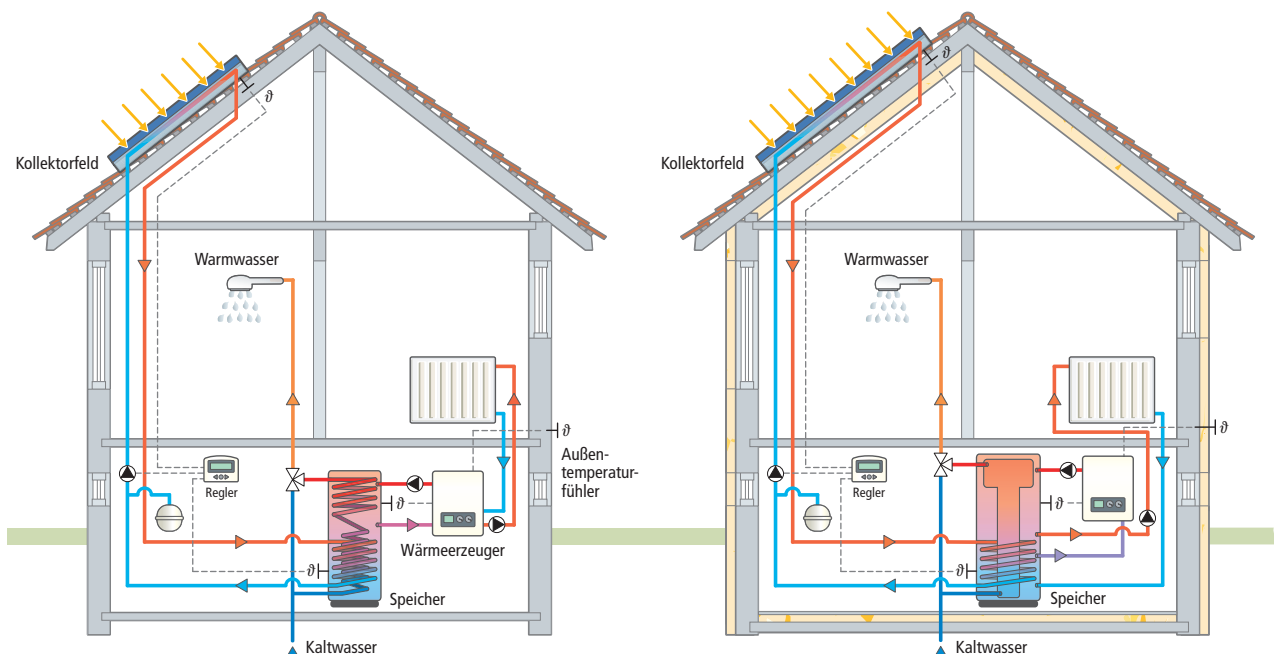 Kollektorfeld
ϑ
Warmwasser
ϑ
Außen-
temperatur-
fühler
Regler
ϑ
Wärmeerzeuger
ϑ
Speicher
Kaltwasser
Kollektorfeld
ϑ
Warmwasser
ϑ
Regler
ϑ
ϑ
Speicher
Kaltwasser